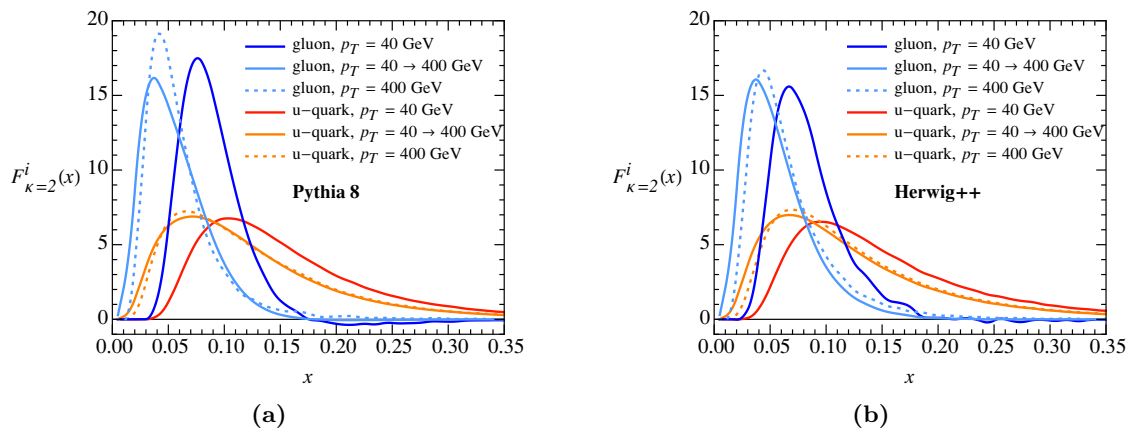 20
15
10
5
0
F^i_{κ=2}(x)
gluon, p_T = 40 GeV
gluon, p_T = 40 → 400 GeV
gluon, p_T = 400 GeV
u−quark, p_T = 40 GeV
u−quark, p_T = 40 → 400 GeV
u−quark, p_T = 400 GeV
Pythia 8
0.00 0.05 0.10 0.15 0.20 0.25 0.30 0.35
x
(a)
20
15
10
5
0
F^i_{κ=2}(x)
gluon, p_T = 40 GeV
gluon, p_T = 40 → 400 GeV
gluon, p_T = 400 GeV
u−quark, p_T = 40 GeV
u−quark, p_T = 40 → 400 GeV
u−quark, p_T = 400 GeV
Herwig++
0.00 0.05 0.10 0.15 0.20 0.25 0.30 0.35
x
(b)